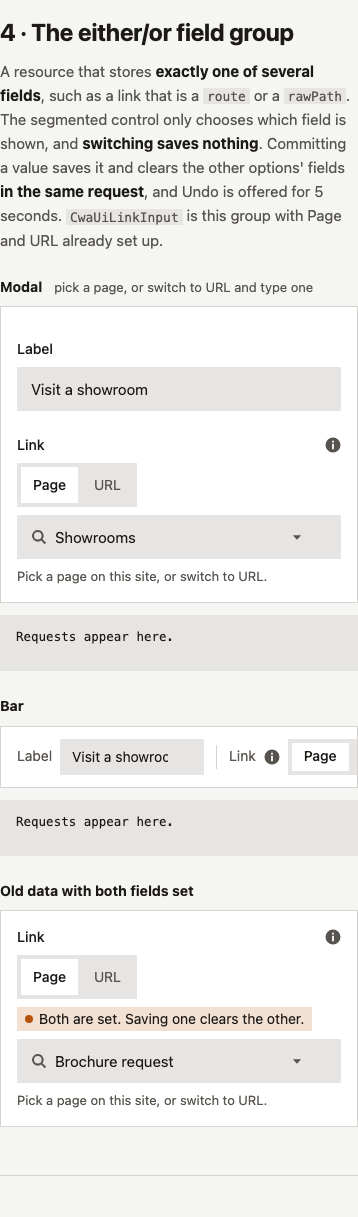 4 · The either/or field group
A resource that stores exactly one of several
fields, such as a link that is a route or a rawPath.
The segmented control only chooses which field is
shown, and switching saves nothing. Committing
a value saves it and clears the other options' fields
in the same request, and Undo is offered for 5
seconds. CwaUiLinkInput is this group with Page
and URL already set up.
Modal pick a page, or switch to URL and type one
Label
Visit a showroom
Link
Page URL
Showrooms
Pick a page on this site, or switch to URL.
Requests appear here.
Bar
Label Visit a showroc Link Page
Requests appear here.
Old data with both fields set
Link
Page URL
Both are set. Saving one clears the other.
Brochure request
Pick a page on this site, or switch to URL.